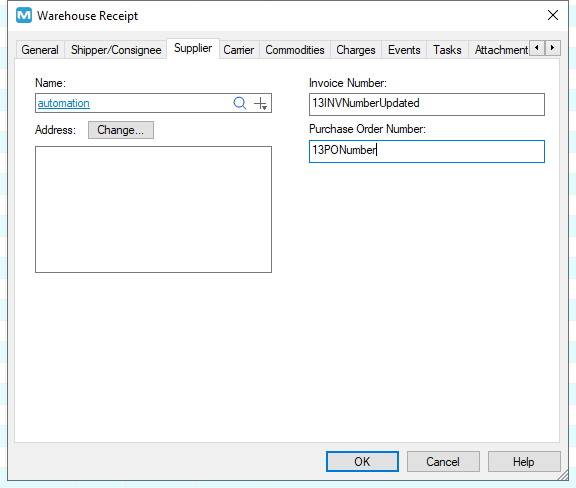 M Warehouse Receipt
General Shipper/Consignee Supplier Carrier Commodities Charges Events Tasks Attachment
Name:
automation
Address: Change...
Invoice Number:
13INVNumberUpdated
Purchase Order Number:
13PONumber
OK Cancel Help